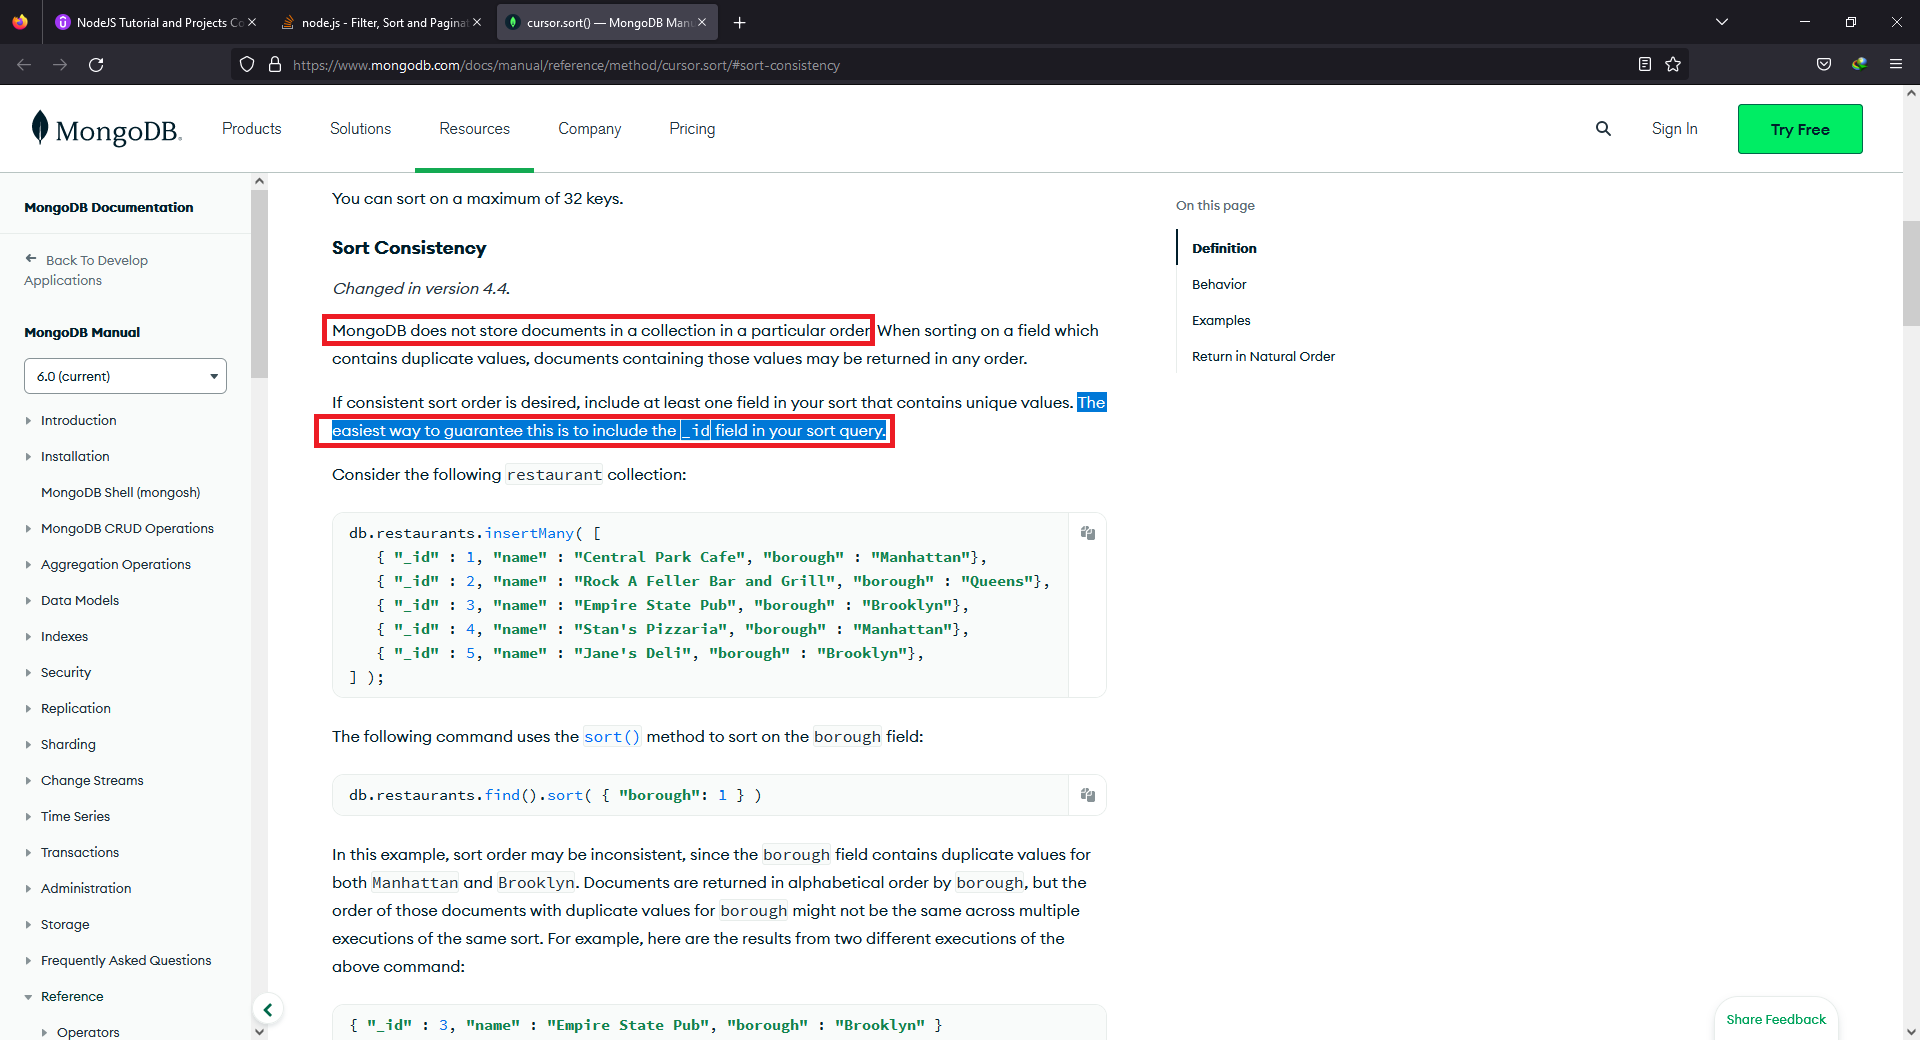 NodeJS Tutorial and Projects Co
node.js - Filter, Sort and Paginat
cursor.sort() — MongoDB Manu
https://www.mongodb.com/docs/manual/reference/method/cursor.sort/#sort-consistency
MongoDB.
Products
Solutions
Resources
Company
Pricing
Sign In
Try Free
MongoDB Documentation
Back To Develop
Applications
MongoDB Manual
6.0 (current)
Introduction
Installation
MongoDB Shell (mongosh)
MongoDB CRUD Operations
Aggregation Operations
Data Models
Indexes
Security
Replication
Sharding
Change Streams
Time Series
Transactions
Administration
Storage
Frequently Asked Questions
Reference
Operators
You can sort on a maximum of 32 keys.
Sort Consistency
Changed in version 4.4.
MongoDB does not store documents in a collection in a particular order. When sorting on a field which
contains duplicate values, documents containing those values may be returned in any order.
If consistent sort order is desired, include at least one field in your sort that contains unique values. The
easiest way to guarantee this is to include the _id field in your sort query.
Consider the following restaurant collection:
db.restaurants.insertMany( [
{ "_id" : 1, "name" : "Central Park Cafe", "borough" : "Manhattan"},
{ "_id" : 2, "name" : "Rock A Feller Bar and Grill", "borough" : "Queens"},
{ "_id" : 3, "name" : "Empire State Pub", "borough" : "Brooklyn"},
{ "_id" : 4, "name" : "Stan's Pizzaria", "borough" : "Manhattan"},
{ "_id" : 5, "name" : "Jane's Deli", "borough" : "Brooklyn"},
] );
The following command uses the sort() method to sort on the borough field:
db.restaurants.find().sort( { "borough": 1 } )
In this example, sort order may be inconsistent, since the borough field contains duplicate values for
both Manhattan and Brooklyn. Documents are returned in alphabetical order by borough, but the
order of those documents with duplicate values for borough might not be the same across multiple
executions of the same sort. For example, here are the results from two different executions of the
above command:
{ "_id" : 3, "name" : "Empire State Pub", "borough" : "Brooklyn" }
On this page
Definition
Behavior
Examples
Return in Natural Order
Share Feedback